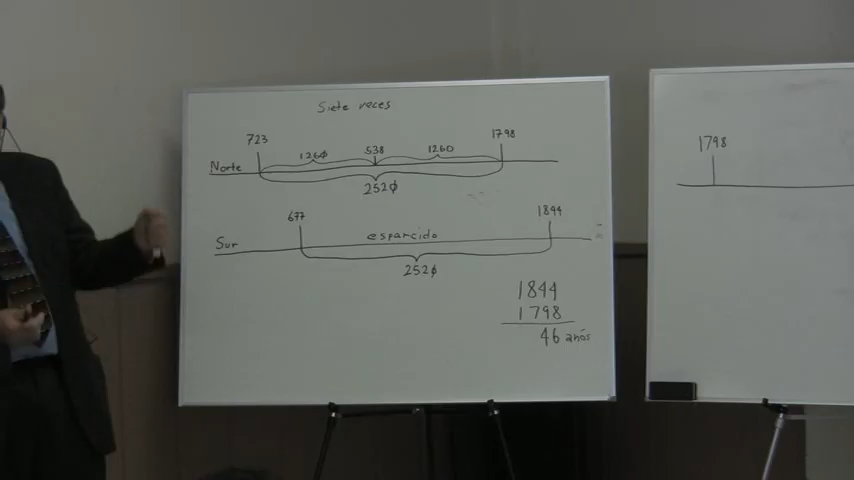 Siete veces
723 1798
1260 538 1260
Norte
2520
677 1844
Sur esparcido
2520
1844
1798
46 años
1798